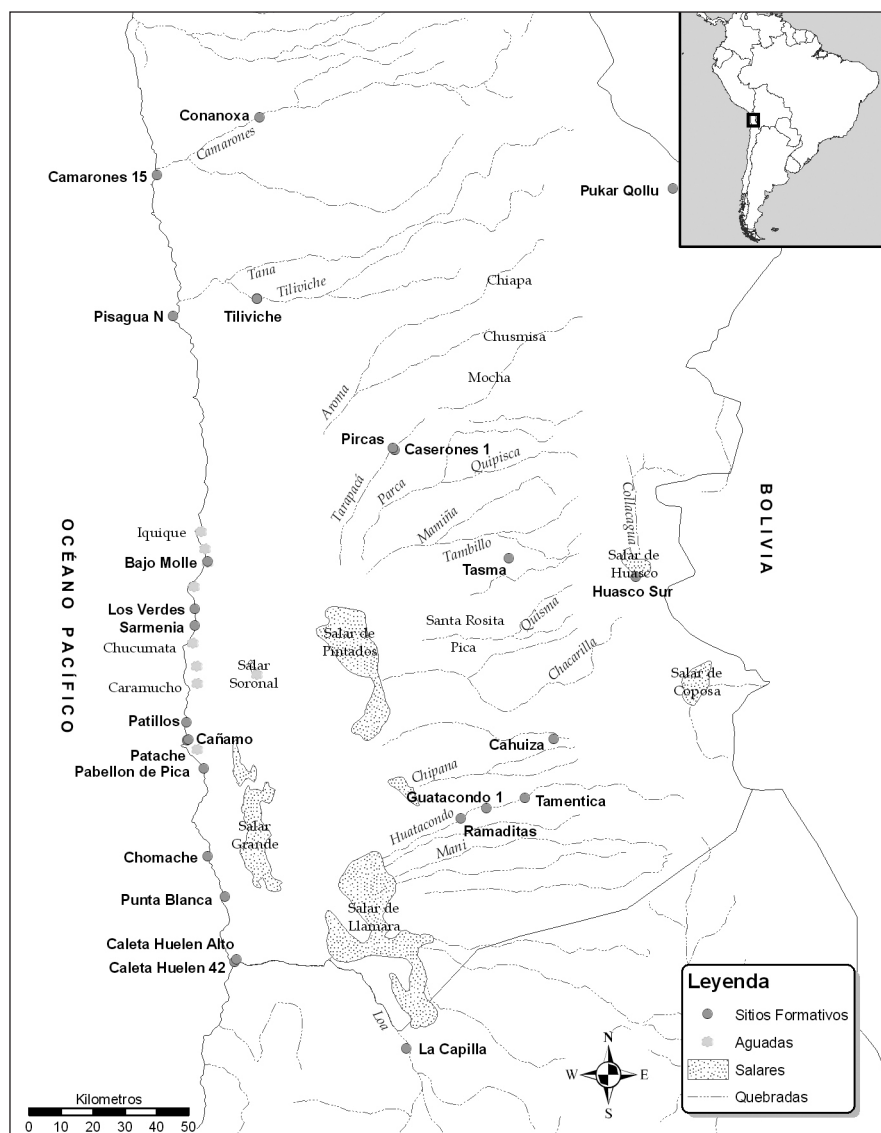 Conanoxa
Camarones
Camarones 15
Pukar Qollu
Tana
Tiliviche
Chiapa
Pisagua N
Tiliviche
Chusmisa
Mocha
Aroma
Pircas
Caserones 1
Quipisca
Tarapacá
Parca
Collacagua
BOLIVIA
Mamiña
Iquique
Tambillo
OCÉANO PACÍFICO
Bajo Molle
Tasma
Salar de
Huasco
Huasco Sur
Los Verdes
Sarmenia
Santa Rosita
Quisma
Salar de
Pintados
Chucumata
Pica
Salar
Soronal
Chacarilla
Salar de
Coposa
Caramucho
Patillos
Cañamo
Cahuiza
Patache
Pabellon de Pica
Chipana
Guatacondo 1
Tamentica
Huatacondo
Ramaditas
Salar
Grande
Mani
Chomache
Punta Blanca
Salar de
Llamara
Caleta Huelen Alto
Caleta Huelen 42
Loa
La Capilla
N
W
E
S
Leyenda
Sitios Formativos
Aguadas
Salares
Quebradas
Kilometros
0 10 20 30 40 50